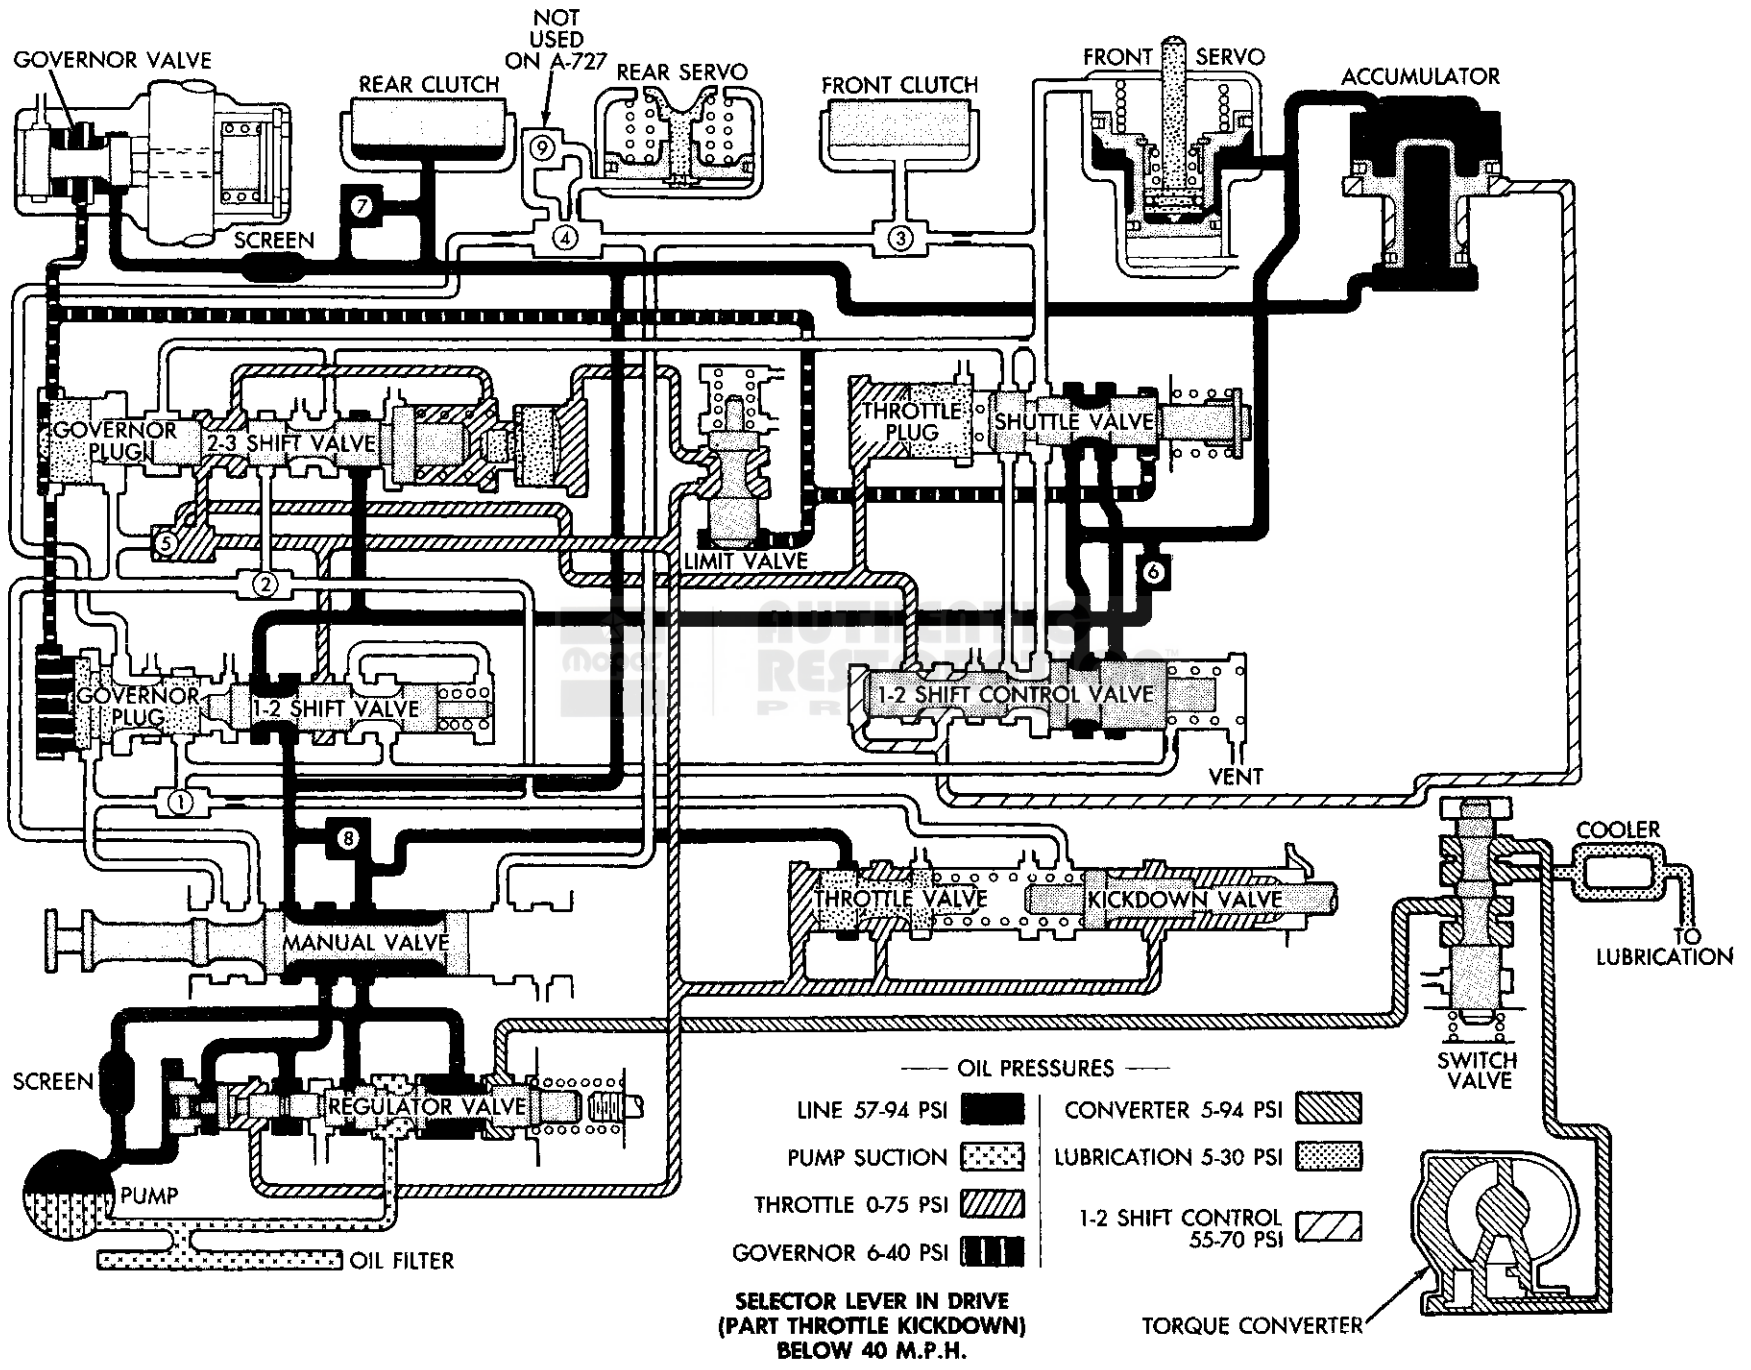 NOT
USED
ON A-727
GOVERNOR VALVE
REAR CLUTCH
REAR SERVO
FRONT CLUTCH
FRONT SERVO
ACCUMULATOR
9
7
SCREEN
4
3
GOVERNOR
PLUG
2-3 SHIFT VALVE
THROTTLE
PLUG
SHUTTLE VALVE
5
LIMIT VALVE
6
2
AUTHENTIC
RESTORATION™
Mopar
GOVERNOR
PLUG
1-2 SHIFT VALVE
1-2 SHIFT CONTROL VALVE
VENT
1
8
COOLER
THROTTLE VALVE
KICKDOWN VALVE
MANUAL VALVE
TO
LUBRICATION
SCREEN
REGULATOR VALVE
SWITCH
VALVE
PUMP
OIL FILTER
OIL PRESSURES
LINE 57-94 PSI
PUMP SUCTION
THROTTLE 0-75 PSI
GOVERNOR 6-40 PSI
CONVERTER 5-94 PSI
LUBRICATION 5-30 PSI
1-2 SHIFT CONTROL
55-70 PSI
SELECTOR LEVER IN DRIVE
(PART THROTTLE KICKDOWN)
BELOW 40 M.P.H.
TORQUE CONVERTER